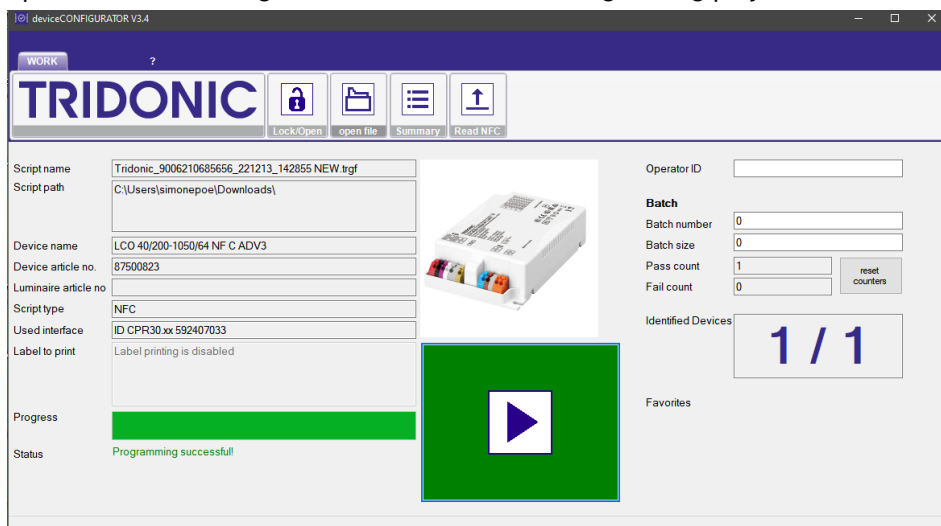 deviceCONFIGURATOR V3.4
WORK ?
TRIDONIC
Lock/Open open file Summary Read NFC
Script name Tridonic_9006210685656_221213_142855 NEW.trgf
Script path C:\Users\simonepoe\Downloads\
Device name LCO 40/200-1050/64 NF C ADV3
Device article no. 87500823
Luminaire article no
Script type NFC
Used interface ID CPR30.xx 592407033
Label to print Label printing is disabled
Progress
Status Programming successful!
Operator ID
Batch
Batch number 0
Batch size 0
Pass count 1
Fail count 0
reset
counters
Identified Devices 1 / 1
Favorites